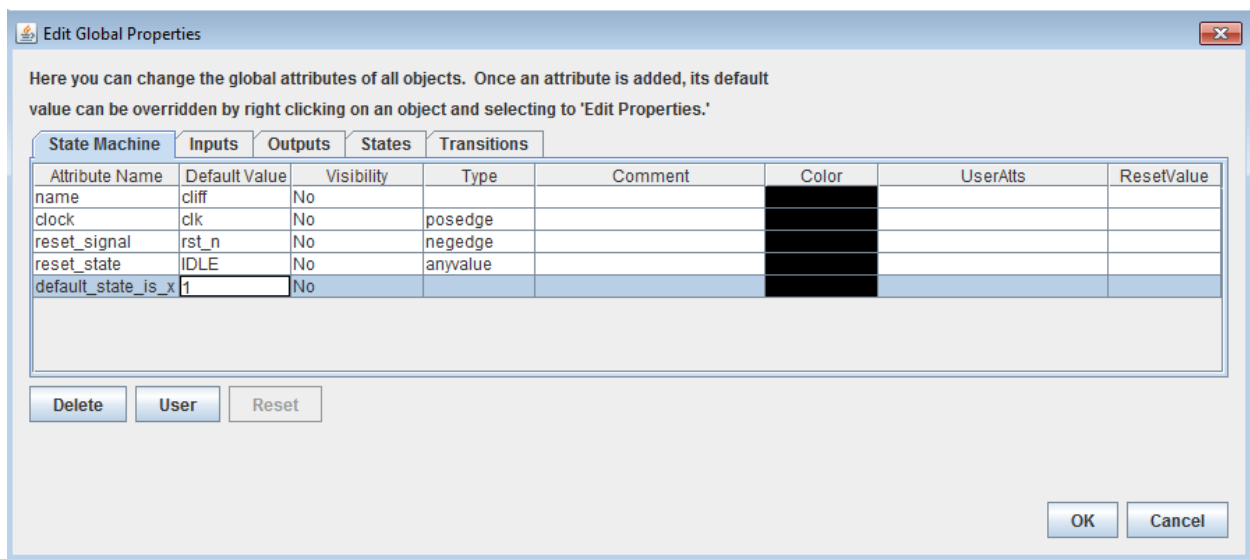 Edit Global Properties
Here you can change the global attributes of all objects. Once an attribute is added, its default
value can be overridden by right clicking on an object and selecting to 'Edit Properties.'
State Machine Inputs Outputs States Transitions
Attribute Name Default Value Visibility Type Comment Color UserAtts ResetValue
name cliff No
clock clk No posedge
reset_signal rst_n No negedge
reset_state IDLE No anyvalue
default_state_is_x 1 No
Delete User Reset
OK Cancel